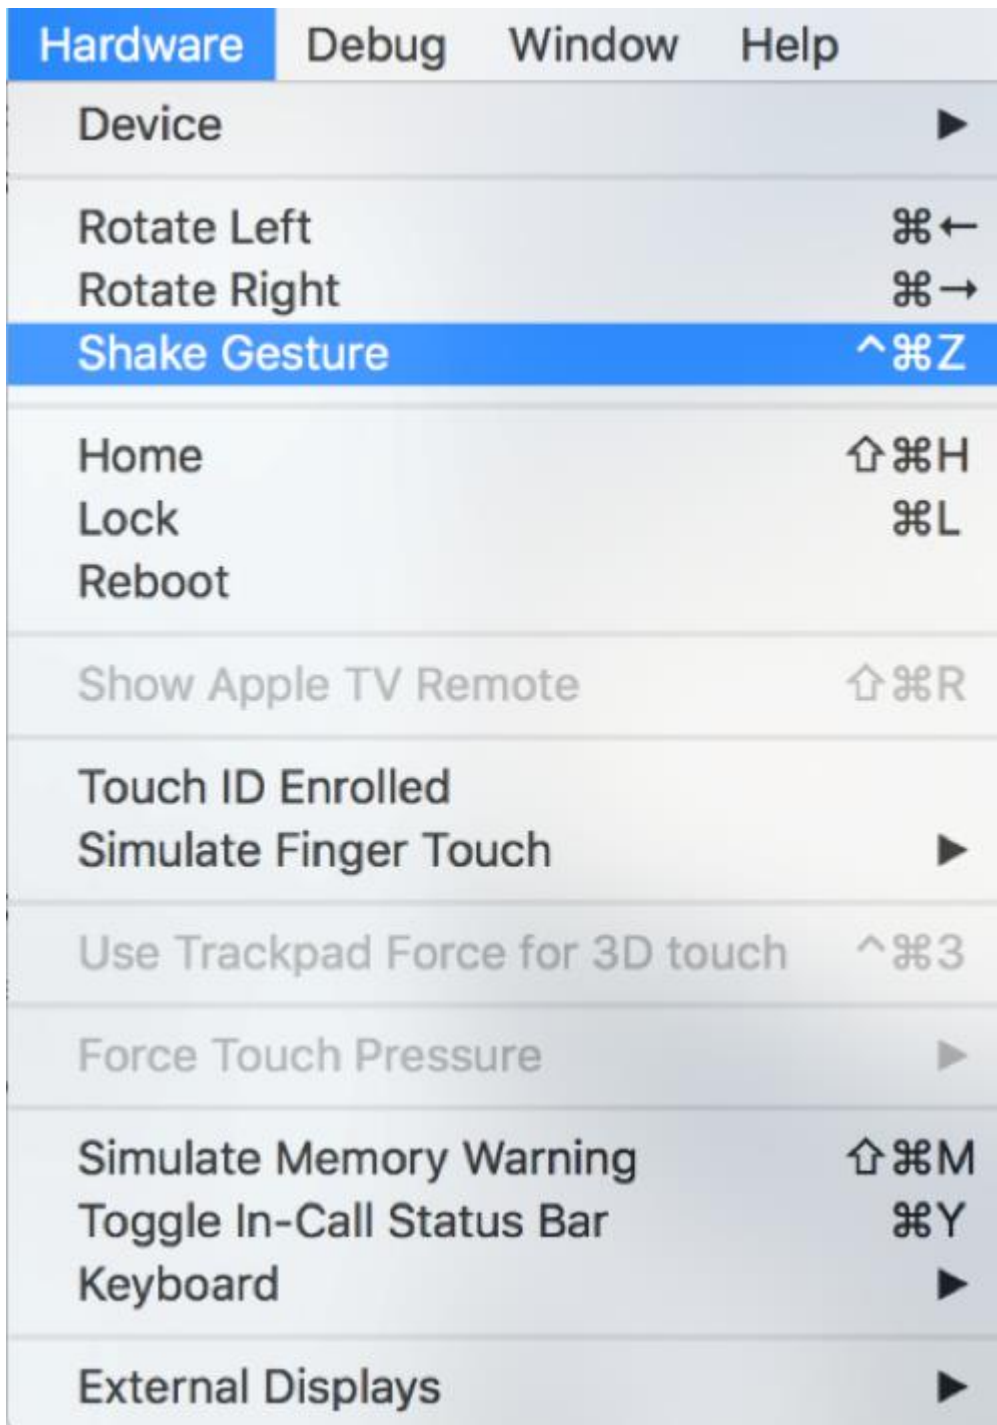 Hardware Debug Window Help
Device ▶
Rotate Left ⌘←
Rotate Right ⌘→
Shake Gesture ^⌘Z
Home ⇧⌘H
Lock ⌘L
Reboot
Show Apple TV Remote ⇧⌘R
Touch ID Enrolled
Simulate Finger Touch ▶
Use Trackpad Force for 3D touch ^⌘3
Force Touch Pressure ▶
Simulate Memory Warning ⇧⌘M
Toggle In-Call Status Bar ⌘Y
Keyboard ▶
External Displays ▶